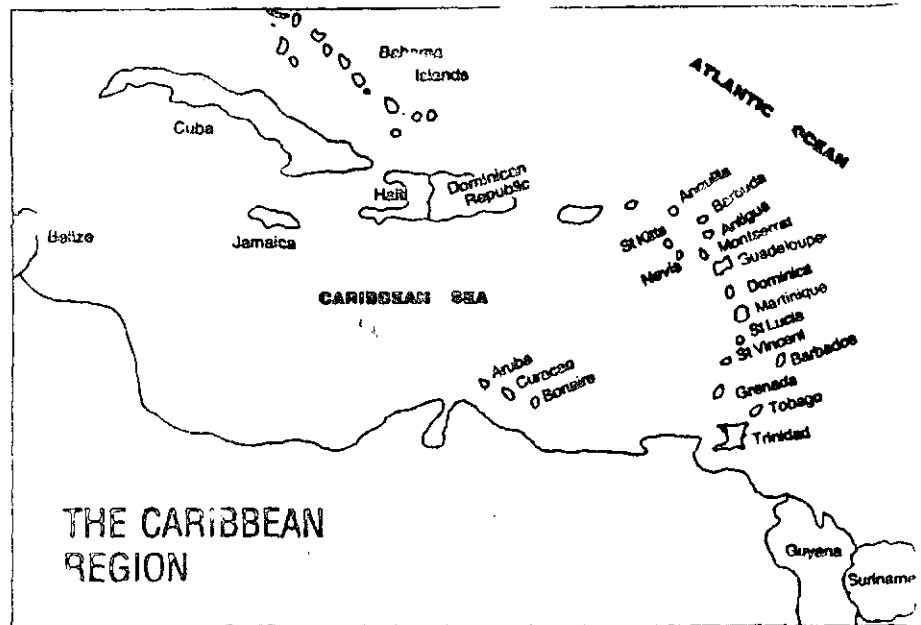 Bahama
Islands
ATLANTIC OCEAN
Cuba
Haiti
Dominican
Republic
Anguilla
Barbuda
St Kitts
Antigua
Montserrat
Belize
Jamaica
Nevis
Guadeloupe
Dominica
CARIBBEAN SEA
Martinique
St Lucia
St Vincent
Barbados
Aruba
Curacao
Bonaire
Grenada
Tobago
Trinidad
THE CARIBBEAN
REGION
Guyana
Suriname